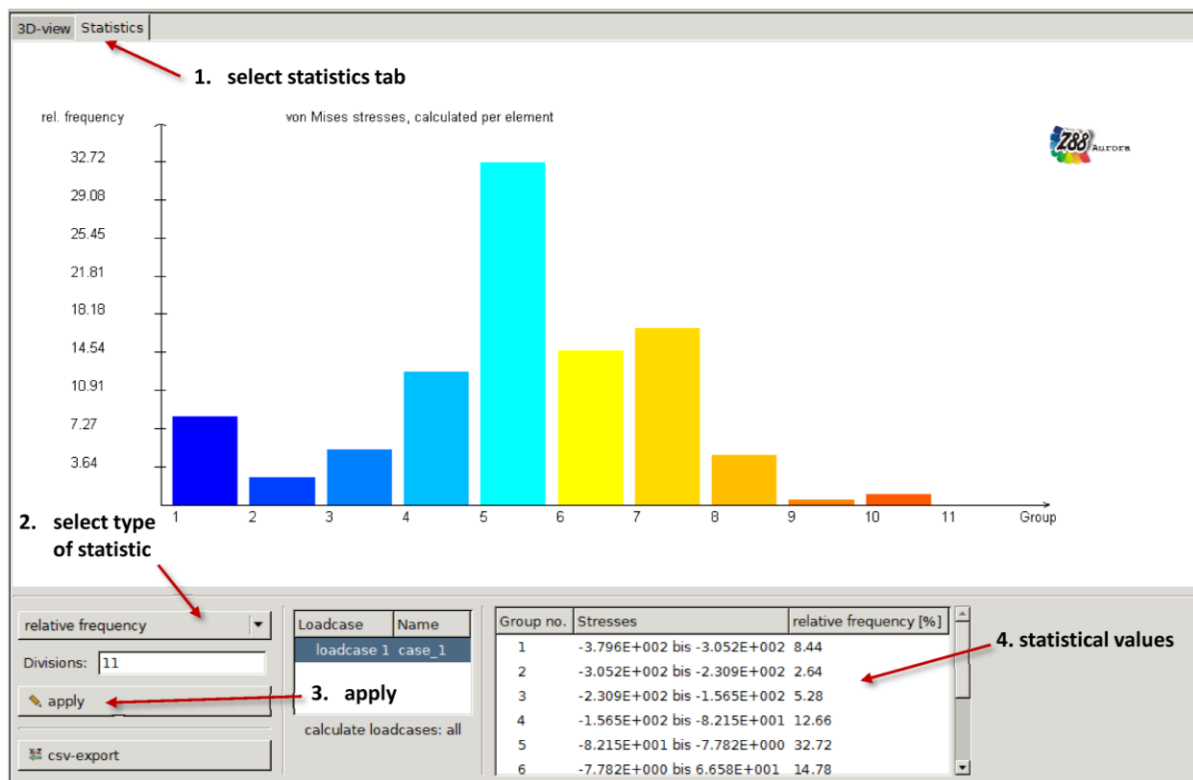 3D-view Statistics
1. select statistics tab
rel. frequency
von Mises stresses, calculated per element
Z88 Aurora
32.72
29.08
25.45
21.81
18.18
14.54
10.91
7.27
3.64
1 2 3 4 5 6 7 8 9 10 11 Group
2. select type
of statistic
relative frequency
Divisions: 11
apply
csv-export
Loadcase Name
loadcase 1 case_1
3. apply
calculate loadcases: all
Group no. Stresses relative frequency [%]
1 -3.796E+002 bis -3.052E+002 8.44
2 -3.052E+002 bis -2.309E+002 2.64
3 -2.309E+002 bis -1.565E+002 5.28
4 -1.565E+002 bis -8.215E+001 12.66
5 -8.215E+001 bis -7.782E+000 32.72
6 -7.782E+000 bis 6.658E+001 14.78
4. statistical values